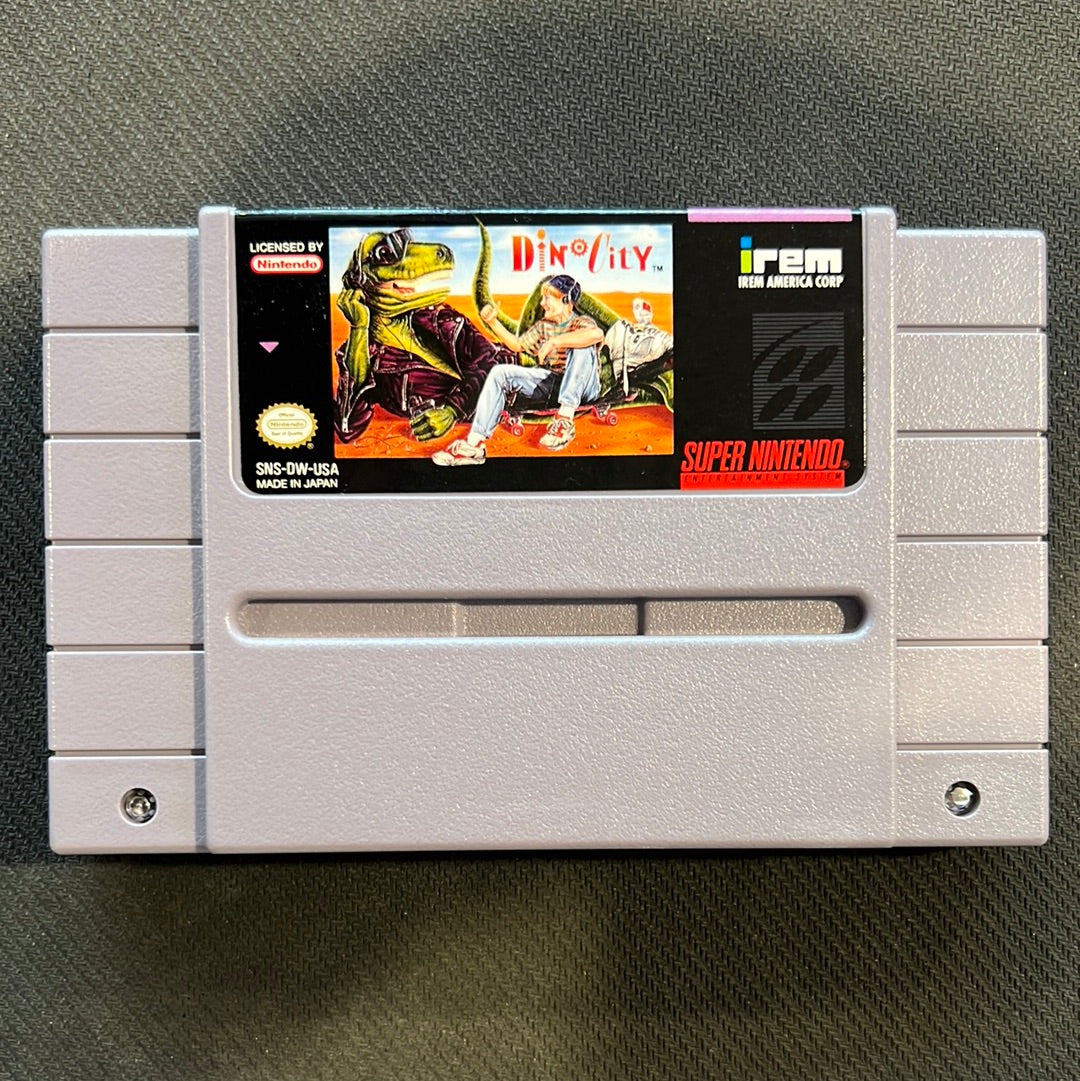 LICENSED BY
Nintendo
DinoCity™
irem
IREM AMERICA CORP
Official
Nintendo
Seal of Quality
SNS-DW-USA
MADE IN JAPAN
SUPER NINTENDO®
ENTERTAINMENT SYSTEM